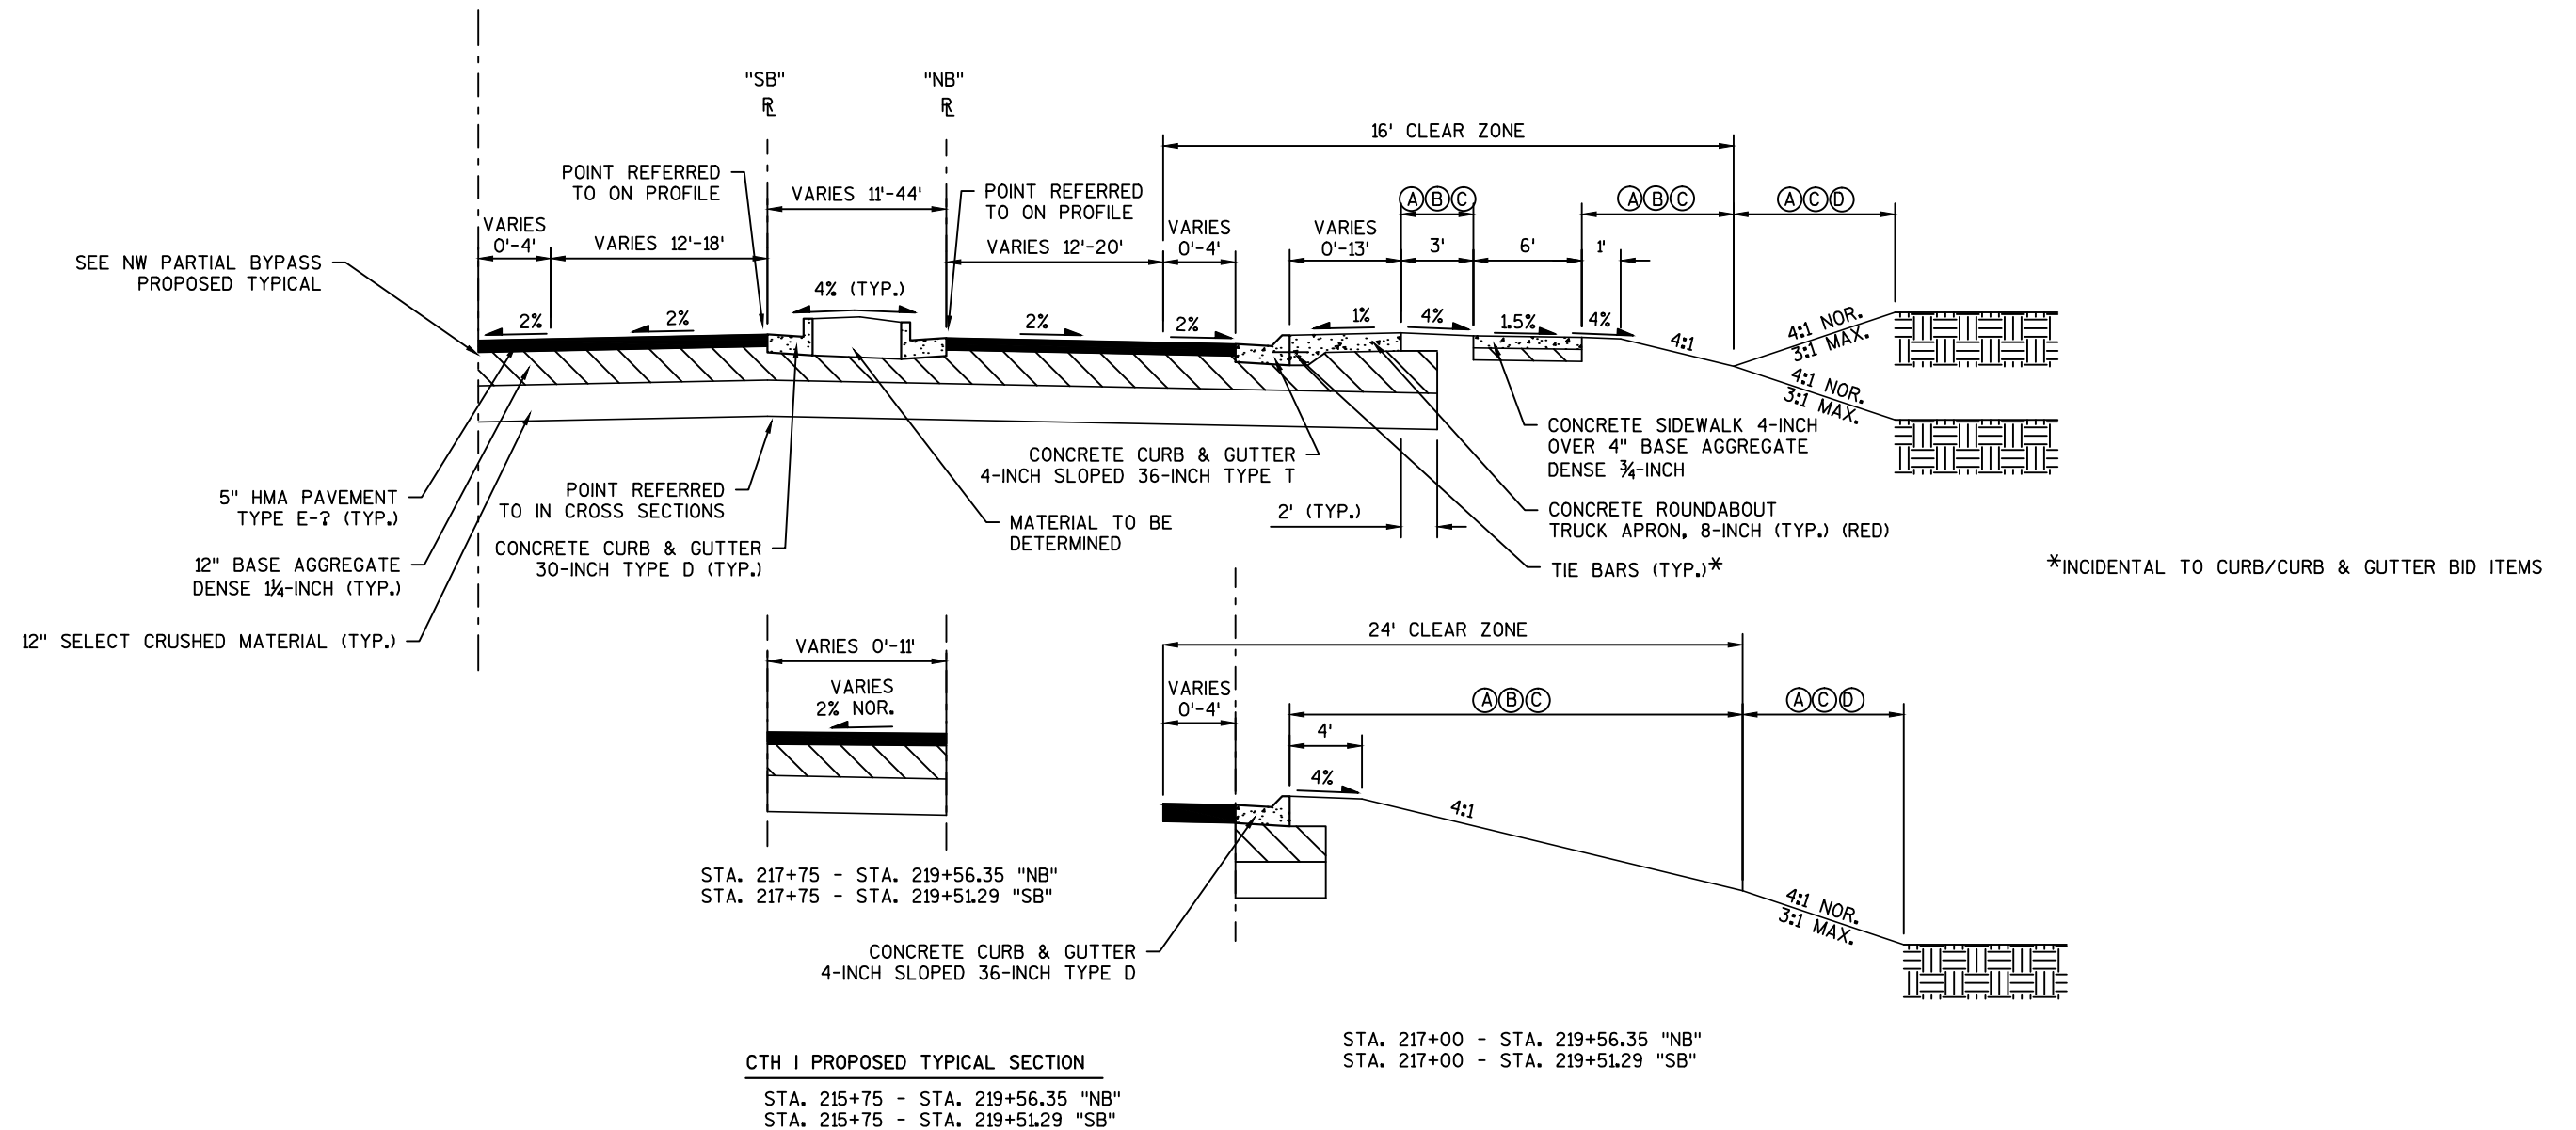 "SB"
"NB"
16' CLEAR ZONE
POINT REFERRED
TO ON PROFILE
VARIES 11'-44'
POINT REFERRED
TO ON PROFILE
A B C
A B C
A C D
VARIES
0'-4'
VARIES 12'-18'
VARIES 12'-20'
VARIES
0'-4'
VARIES
0'-13'
3'
6'
1'
SEE NW PARTIAL BYPASS
PROPOSED TYPICAL
4% (TYP.)
2%
2%
2%
2%
1%
4%
1.5%
4%
4:1
4:1 NOR.
3:1 MAX.
4:1 NOR.
3:1 MAX.
CONCRETE SIDEWALK 4-INCH
OVER 4" BASE AGGREGATE
DENSE ¾-INCH
CONCRETE CURB & GUTTER
4-INCH SLOPED 36-INCH TYPE T
5" HMA PAVEMENT
TYPE E-? (TYP.)
POINT REFERRED
TO IN CROSS SECTIONS
MATERIAL TO BE
DETERMINED
2' (TYP.)
CONCRETE ROUNDABOUT
TRUCK APRON, 8-INCH (TYP.) (RED)
CONCRETE CURB & GUTTER
30-INCH TYPE D (TYP.)
12" BASE AGGREGATE
DENSE 1¼-INCH (TYP.)
TIE BARS (TYP.)*
*INCIDENTAL TO CURB/CURB & GUTTER BID ITEMS
12" SELECT CRUSHED MATERIAL (TYP.)
VARIES 0'-11'
VARIES
2% NOR.
24' CLEAR ZONE
VARIES
0'-4'
A B C
A C D
4'
4%
4:1
4:1 NOR.
3:1 MAX.
STA. 217+75 - STA. 219+56.35 "NB"
STA. 217+75 - STA. 219+51.29 "SB"
CONCRETE CURB & GUTTER
4-INCH SLOPED 36-INCH TYPE D
STA. 217+00 - STA. 219+56.35 "NB"
STA. 217+00 - STA. 219+51.29 "SB"
CTH I PROPOSED TYPICAL SECTION
STA. 215+75 - STA. 219+56.35 "NB"
STA. 215+75 - STA. 219+51.29 "SB"